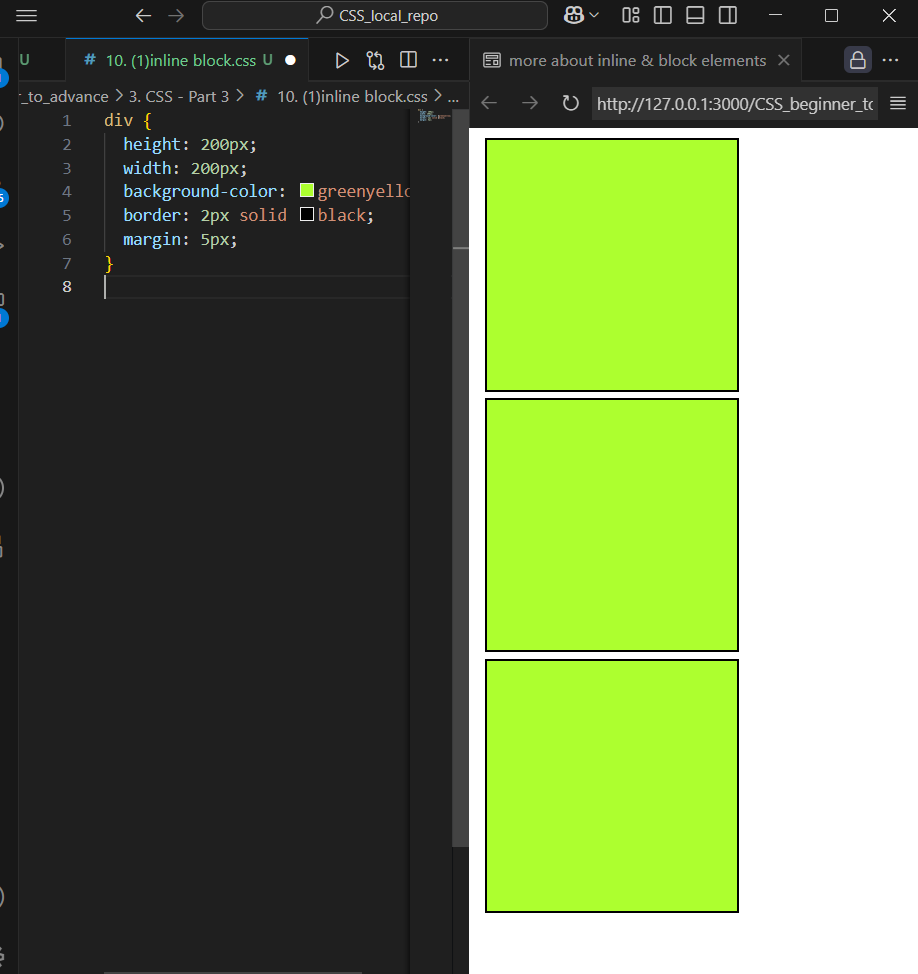 CSS_local_repo
U
# 10. (1)inline block.css U
more about inline & block elements
r_to_advance > 3. CSS - Part 3 > # 10. (1)inline block.css > ...
http://127.0.0.1:3000/CSS_beginner_to
1 div {
2 height: 200px;
3 width: 200px;
4 background-color: greenyello
5 border: 2px solid black;
6 margin: 5px;
7 }
8